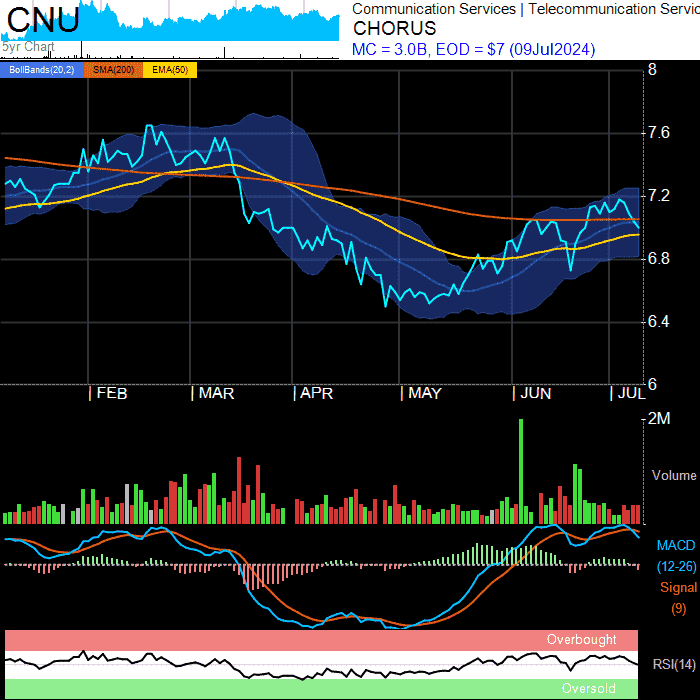 CNU
5yr Chart
Communication Services | Telecommunication Servic
CHORUS
MC = 3.0B, EOD = $7 (09Jul2024)
BollBands(20,2) SMA(200) EMA(50)
8
7.6
7.2
6.8
6.4
6
FEB MAR APR MAY JUN JUL
2M
Volume
MACD
(12-26)
Signal
(9)
Overbought
RSI(14)
Oversold